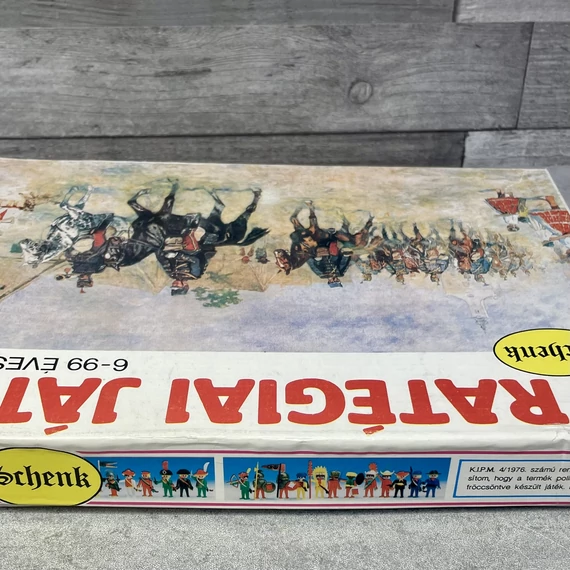 RATÉGIAI JÁT
6-99 ÉVES
chenk
Schenk
K.I.P.M. 4/1976. számú ren
sítom, hogy a termék poli
fröccsöntve készült játék.